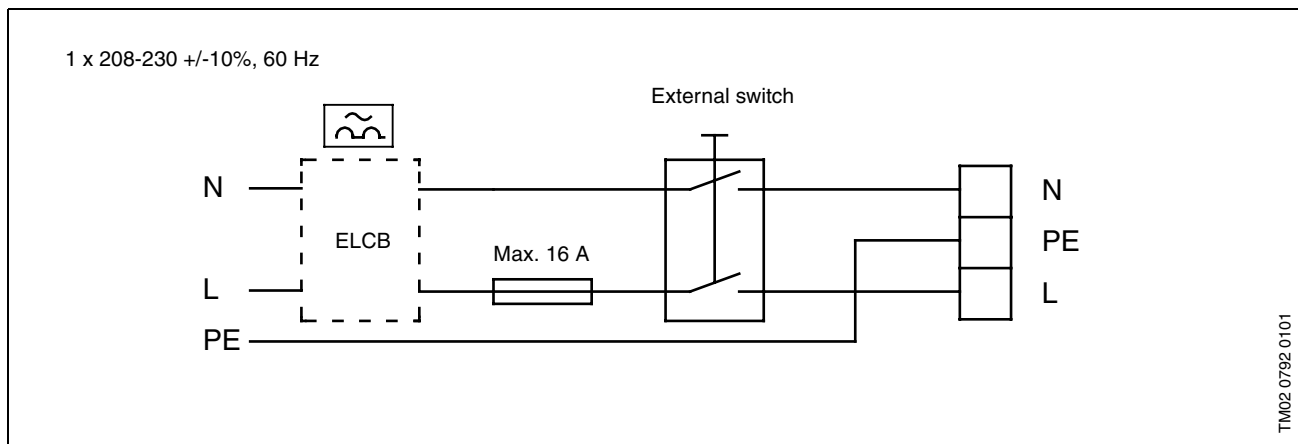 1 x 208-230 +/-10%, 60 Hz
External switch
N
ELCB
L
PE
Max. 16 A
N
PE
L
TM02 0792 0101